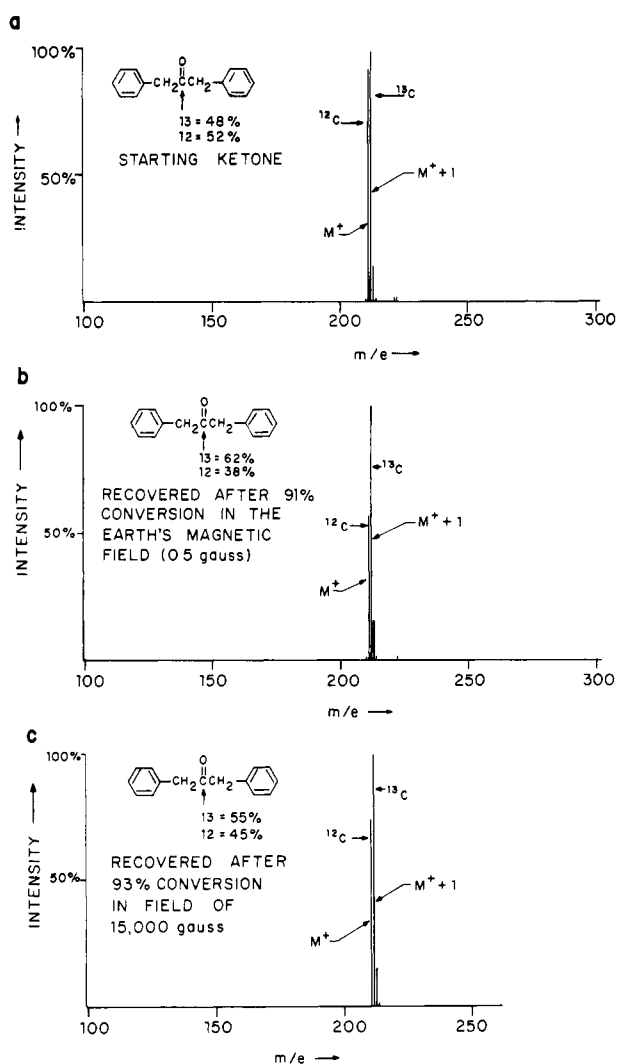 a
100%
50%
INTENSITY →
O
CH₂CCH₂
13 = 48%
12 = 52%
STARTING KETONE
¹²C
¹³C
M⁺ + 1
M⁺
100 150 200 250 300
m/e →
b
100%
50%
INTENSITY →
O
CH₂CCH₂
13 = 62%
12 = 38%
RECOVERED AFTER 91%
CONVERSION IN THE
EARTH'S MAGNETIC
FIELD (0.5 gauss)
¹³C
¹²C
M⁺ + 1
M⁺
100 150 200 250 300
m/e →
c
100%
50%
INTENSITY →
O
CH₂CCH₂
13 = 55%
12 = 45%
RECOVERED AFTER
93% CONVERSION
IN FIELD OF
15,000 gauss
¹³C
¹²C
M⁺ + 1
M⁺
100 150 200 250
m/e →